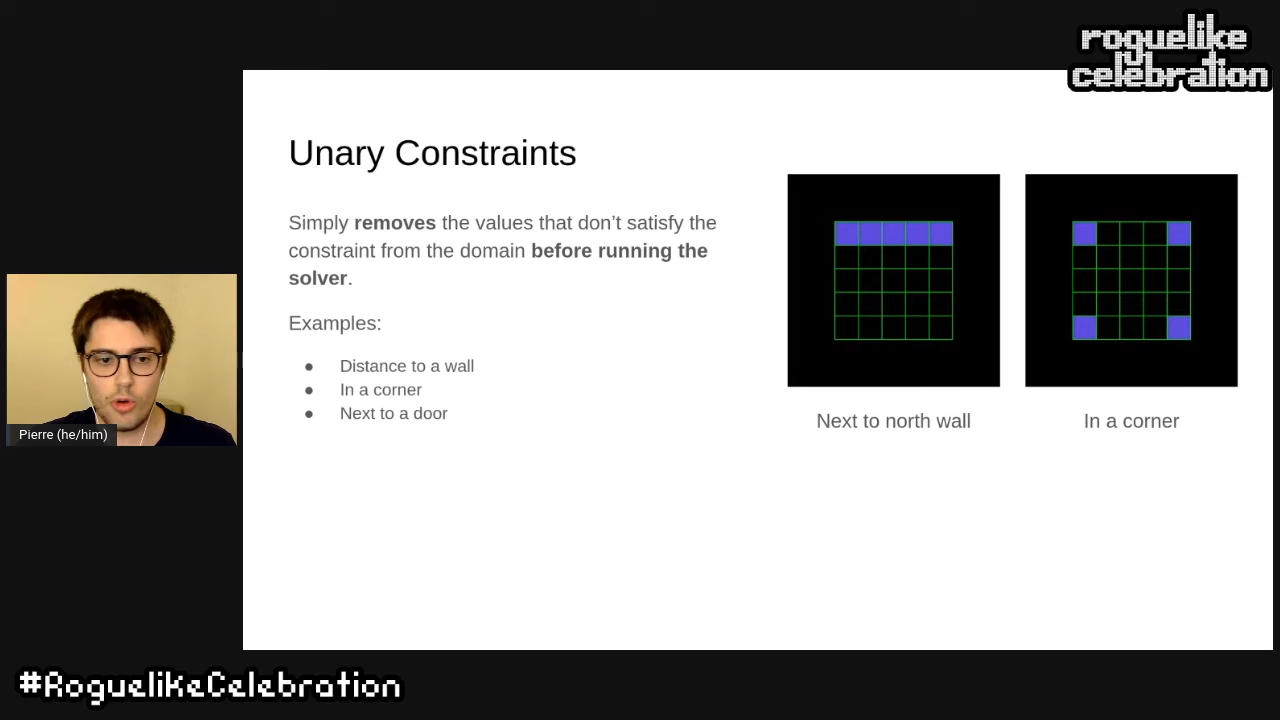 roguelike
celebration
Unary Constraints
Simply removes the values that don’t satisfy the
constraint from the domain before running the
solver.
Examples:
● Distance to a wall
● In a corner
● Next to a door
Next to north wall
In a corner
Pierre (he/him)
#RoguelikeCelebration